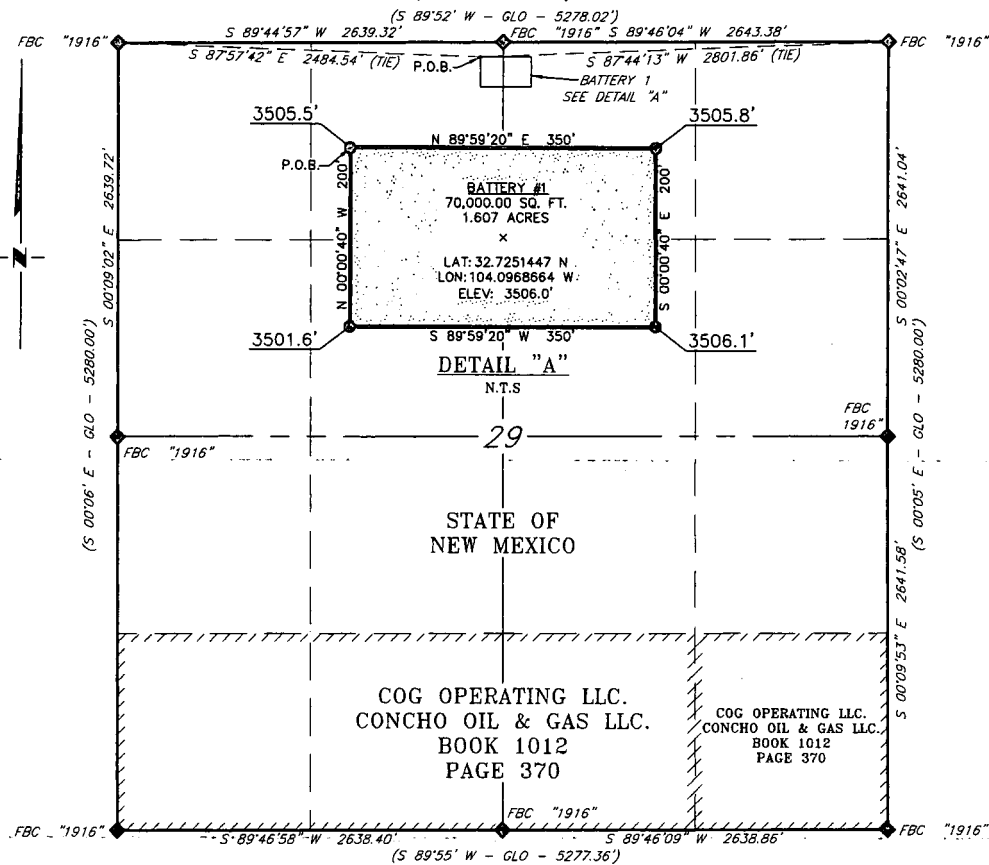 (S 89°52' W - GLO - 5278.02')
FBC "1916" S 89°44'57" W 2639.32' FBC "1916" S 89°46'04" W 2643.38' FBC "1916"
S 87°57'42" E 2484.54' (TIE) P.O.B. S 87°44'13" W 2801.86' (TIE)
BATTERY 1
SEE DETAIL "A"
3505.5' 3505.8'
N 89°59'20" E 350'
P.O.B.
N 00°00'40" W 200'
BATTERY #1
70,000.00 SQ. FT.
1.607 ACRES
×
LAT: 32.7251447 N
LON: 104.0968664 W
ELEV: 3506.0'
S 00°00'40" E 200'
S 89°59'20" W 350'
3501.6' 3506.1'
DETAIL "A"
N.T.S
N
S 00°09'02" E 2639.72'
S 00°02'47" E 2641.04'
(S 00°06' E - GLO - 5280.00')
(S 00°05' E - GLO - 5280.00')
FBC "1916"
29
FBC
1916"
STATE OF
NEW MEXICO
S 00°09'53" E 2641.58'
COG OPERATING LLC.
CONCHO OIL & GAS LLC.
BOOK 1012
PAGE 370
COG OPERATING LLC.
CONCHO OIL & GAS LLC.
BOOK 1012
PAGE 370
FBC "1916" FBC "1916" FBC "1916"
S 89°46'58" W 2638.40' S 89°46'09" W 2638.86'
(S 89°55' W - GLO - 5277.36')